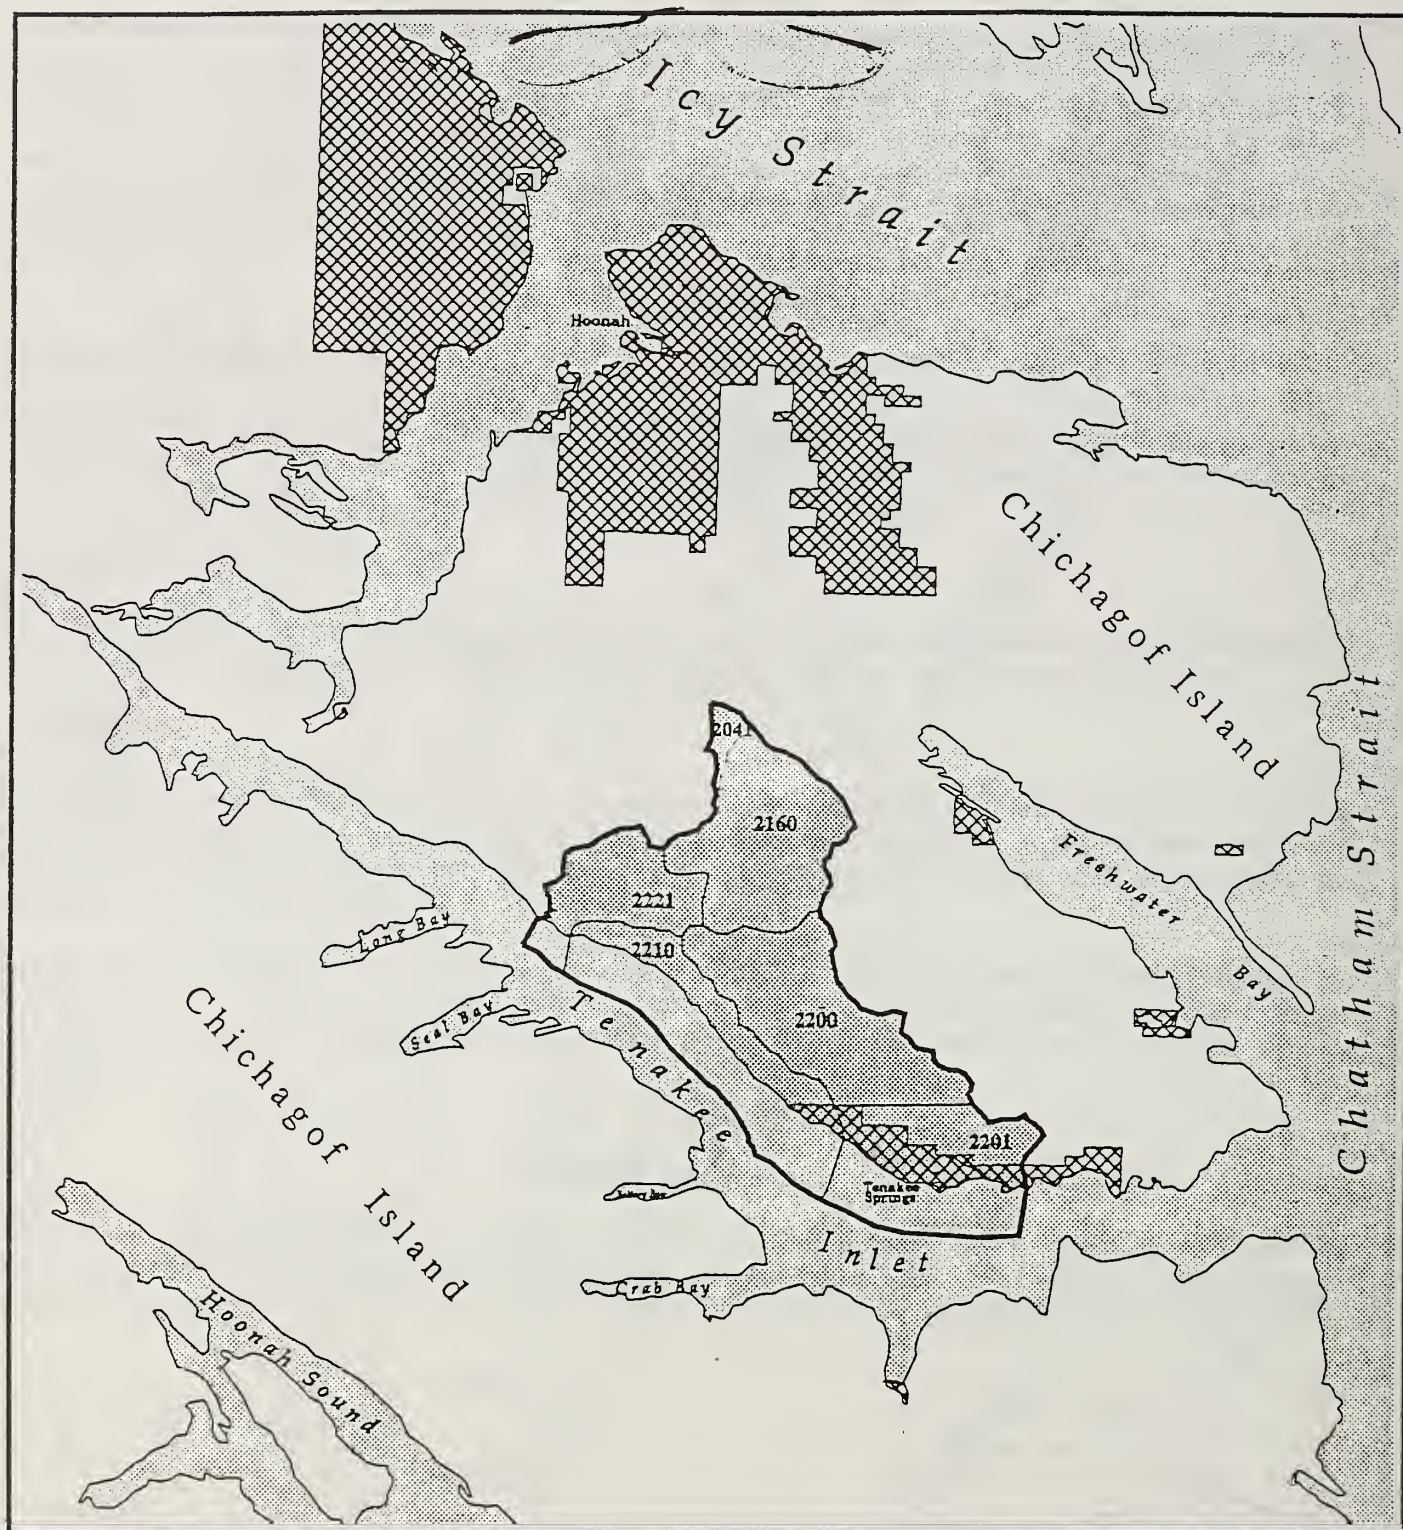 Icy Strait
Hoonah
Chichagof Island
Chatham Strait
2041
2160
Freshwater
Bay
2221
2210
Long Bay
Seal Bay
2200
Tenakee
Inlet
Chichagof
Island
2201
Tenakee
Springs
Crab Bay
Hoonah Sound